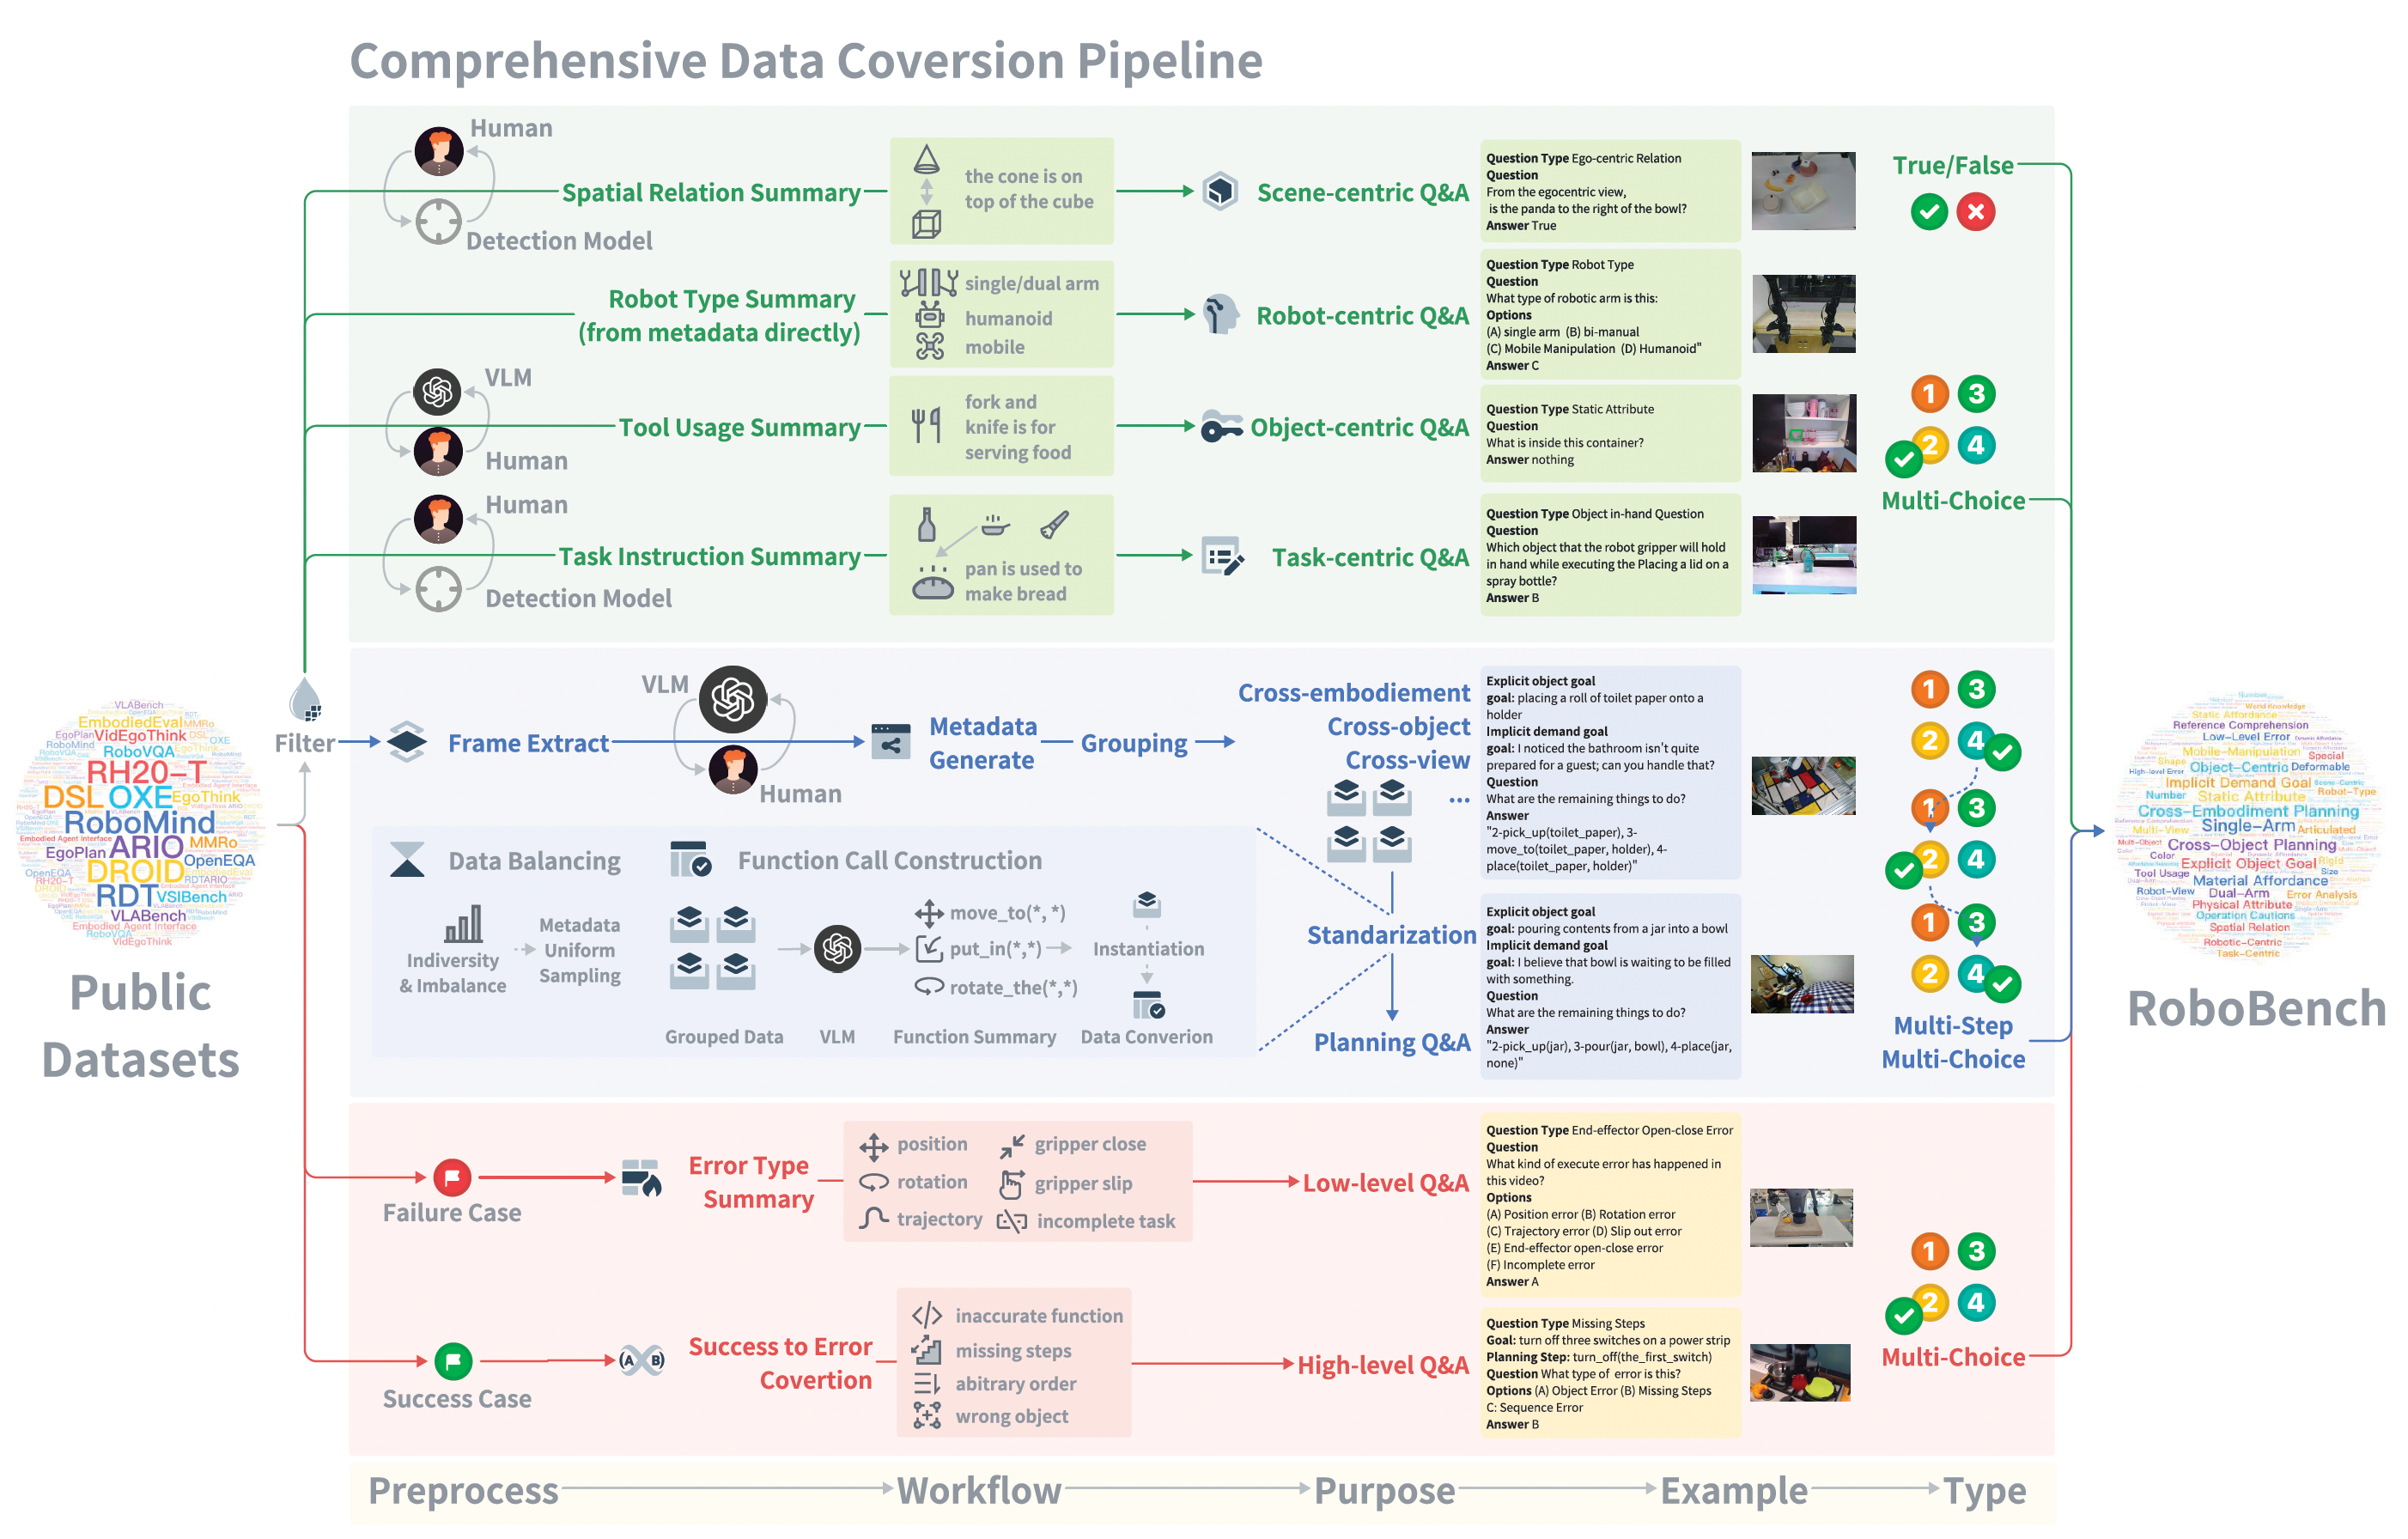 Comprehensive Data Coversion Pipeline
Human
Detection Model
Spatial Relation Summary
the cone is on
top of the cube
Scene-centric Q&A
Question Type Ego-centric Relation
Question
From the egocentric view,
is the panda to the right of the bowl?
Answer True
True/False
Robot Type Summary
(from metadata directly)
single/dual arm
humanoid
mobile
Robot-centric Q&A
Question Type Robot Type
Question
What type of robotic arm is this:
Options
(A) single arm (B) bi-manual
(C) Mobile Manipulation (D) Humanoid"
Answer C
VLM
Human
Tool Usage Summary
fork and
knife is for
serving food
Object-centric Q&A
Question Type Static Attribute
Question
What is inside this container?
Answer nothing
1 3
2 4
Multi-Choice
Human
Detection Model
Task Instruction Summary
pan is used to
make bread
Task-centric Q&A
Question Type Object in-hand Question
Question
Which object that the robot gripper will hold
in hand while executing the Placing a lid on a
spray bottle?
Answer B
Filter
Frame Extract
VLM
Human
Metadata
Generate
Grouping
Cross-embodiement
Cross-object
Cross-view
...
Explicit object goal
goal: placing a roll of toilet paper onto a
holder
Implicit demand goal
goal: I noticed the bathroom isn't quite
prepared for a guest; can you handle that?
Question
What are the remaining things to do?
Answer
"2-pick_up(toilet_paper), 3-
move_to(toilet_paper, holder), 4-
place(toilet_paper, holder)"
1 3
2 4
1 3
2 4
1 3
2 4
Multi-Step
Multi-Choice
Data Balancing
Indiversity
& Imbalance
Metadata
Uniform
Sampling
Function Call Construction
move_to(*, *)
put_in(*,*)
rotate_the(*,*)
Instantiation
Grouped Data
VLM
Function Summary
Data Converion
Standarization
Planning Q&A
Explicit object goal
goal: pouring contents from a jar into a bowl
Implicit demand goal
goal: I believe that bowl is waiting to be filled
with something.
Question
What are the remaining things to do?
Answer
"2-pick_up(jar), 3-pour(jar, bowl), 4-place(jar,
none)"
Failure Case
Error Type
Summary
position
rotation
trajectory
gripper close
gripper slip
incomplete task
Low-level Q&A
Question Type End-effector Open-close Error
Question
What kind of execute error has happened in
this video?
Options
(A) Position error (B) Rotation error
(C) Trajectory error (D) Slip out error
(E) End-effector open-close error
(F) Incomplete error
Answer A
1 3
2 4
Multi-Choice
Success Case
A B
Success to Error
Covertion
inaccurate function
missing steps
abitrary order
wrong object
High-level Q&A
Question Type Missing Steps
Goal: turn off three switches on a power strip
Planning Step: turn_off(the_first_switch)
Question What type of error is this?
Options (A) Object Error (B) Missing Steps
C: Sequence Error
Answer B
Preprocess
Workflow
Purpose
Example
Type
VLABench
EmbodiedEval
MMRo
EgoPlan
VidEgoThink
DSL
RoboMind
RoboVQA
OXE
RH20-T
DSL OXE
EgoThink
RoboMind
ARIO
MMRo
EgoPlan
OpenEQA
DROID
RDT
VSIBench
VLABench
Embodied Agent Interface
RoboVQA
VidEgoThink
Public
Datasets
World Knowledge
Static Affordance
Reference Comprehension
Low-Level Error
Mobile-Manipulation
Shape
Special
Object-Centric
Deformable
High-level Error
Implicit Demand Goal
Number
Static Attribute
Robot-Type
Cross-Embodiment Planning
Single-Arm
Multi-View
Articulated
Cross-Object Planning
Color
Explicit Object Goal
Rigid
Tool Usage
Material Affordance
Size
Robot-View
Dual-Arm
Error Analysis
Physical Attribute
Operation Cautions
Spatial Relation
Robotic-Centric
Task-Centric
RoboBench